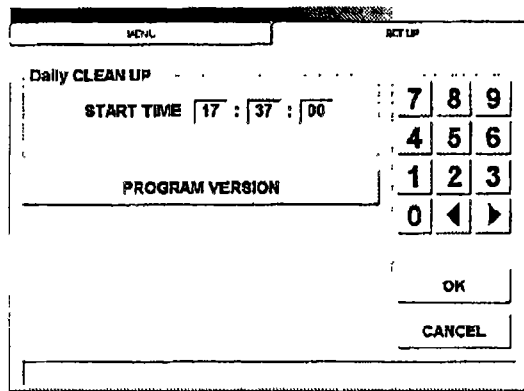 MENU SET UP
Daily CLEAN UP
START TIME 17 : 37 : 00
PROGRAM VERSION
7 8 9
4 5 6
1 2 3
0 ◀ ▶
OK
CANCEL